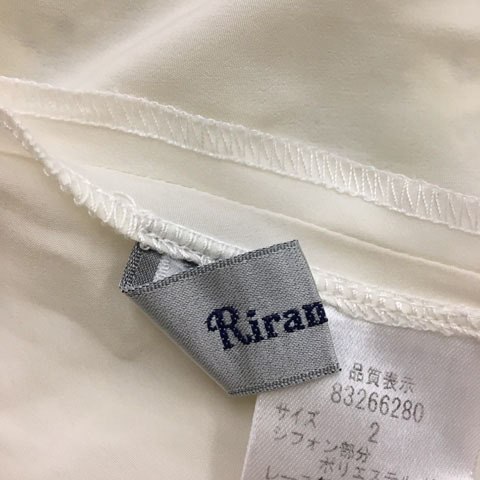 Riran
品質表示
83266280
サイズ 2
シフォン部分
ポリエステル